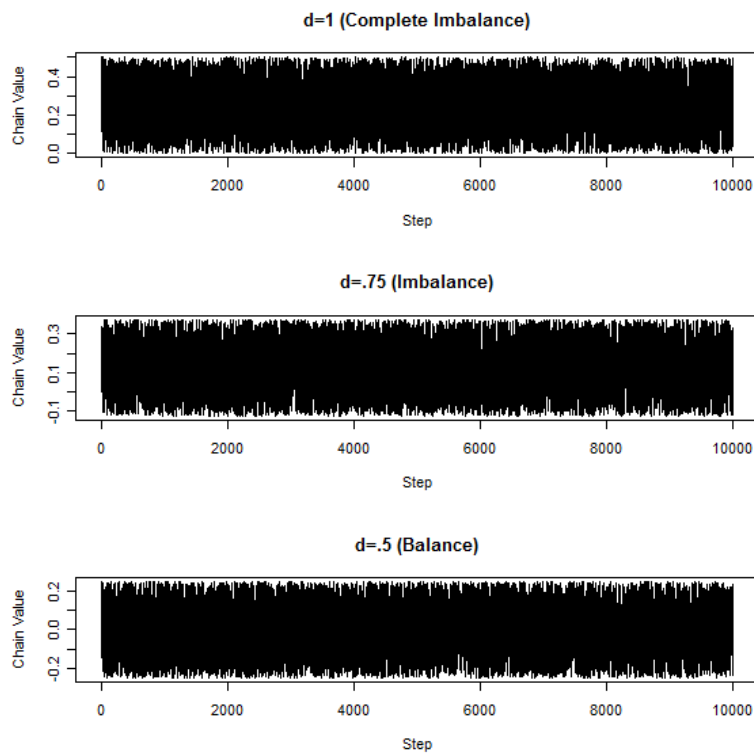 d=1 (Complete Imbalance)
Chain Value
0.4
0.2
0.0
0 2000 4000 6000 8000 10000
Step
d=.75 (Imbalance)
Chain Value
0.3
0.1
-0.1
0 2000 4000 6000 8000 10000
Step
d=.5 (Balance)
Chain Value
0.2
0.0
-0.2
0 2000 4000 6000 8000 10000
Step